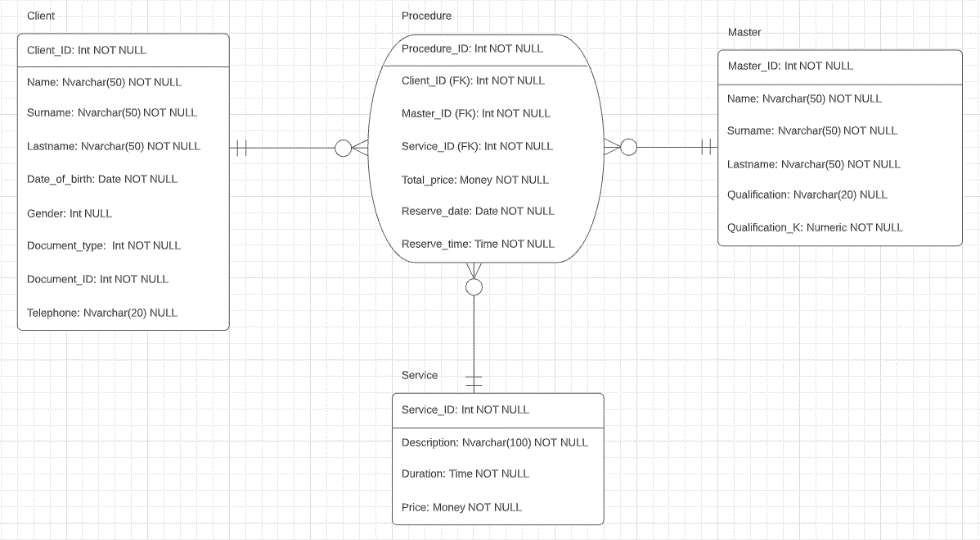 Client
Client_ID: Int NOT NULL
Name: Nvarchar(50) NOT NULL
Surname: Nvarchar(50) NOT NULL
Lastname: Nvarchar(50) NOT NULL
Date_of_birth: Date NOT NULL
Gender: Int NULL
Document_type: Int NOT NULL
Document_ID: Int NOT NULL
Telephone: Nvarchar(20) NULL
Procedure
Procedure_ID: Int NOT NULL
Client_ID (FK): Int NOT NULL
Master_ID (FK): Int NOT NULL
Service_ID (FK): Int NOT NULL
Total_price: Money NOT NULL
Reserve_date: Date NOT NULL
Reserve_time: Time NOT NULL
Master
Master_ID: Int NOT NULL
Name: Nvarchar(50) NOT NULL
Surname: Nvarchar(50) NOT NULL
Lastname: Nvarchar(50) NOT NULL
Qualification: Nvarchar(20) NULL
Qualification_K: Numeric NOT NULL
Service
Service_ID: Int NOT NULL
Description: Nvarchar(100) NOT NULL
Duration: Time NOT NULL
Price: Money NOT NULL